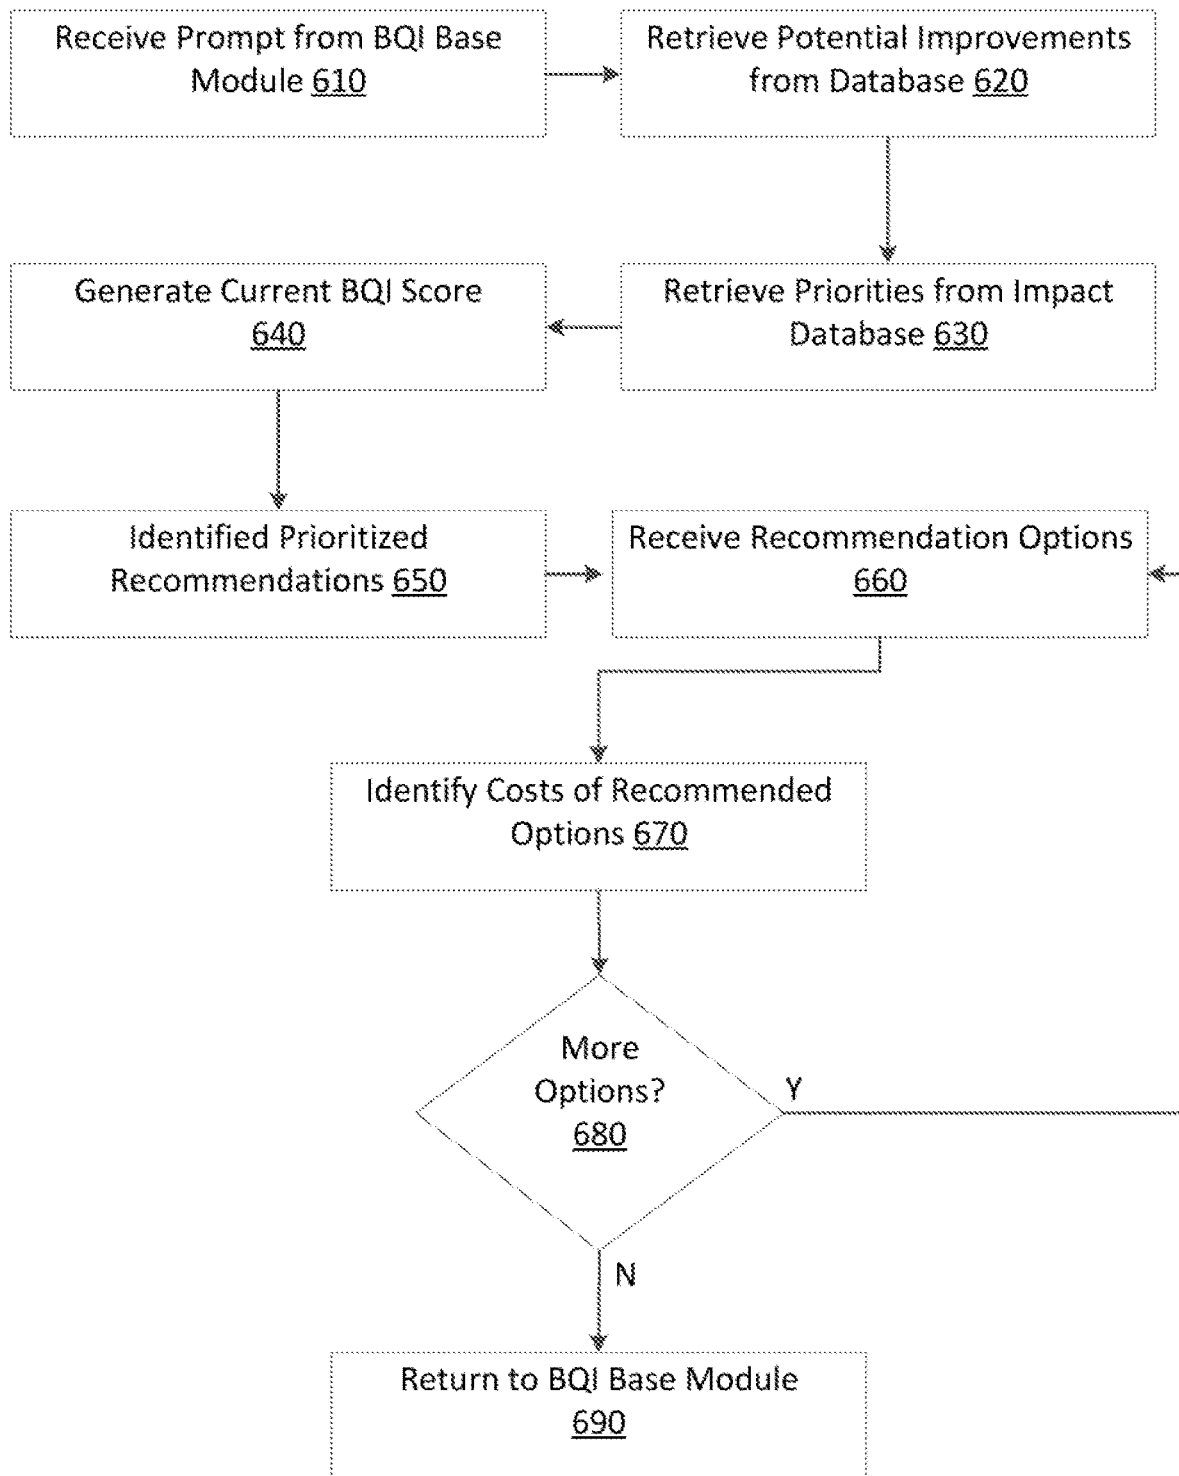 Receive Prompt from BQI Base
Module 610
Retrieve Potential Improvements
from Database 620
Generate Current BQI Score
640
Retrieve Priorities from Impact
Database 630
Identified Prioritized
Recommendations 650
Receive Recommendation Options
660
Identify Costs of Recommended
Options 670
More
Options?
680
Y
N
Return to BQI Base Module
690